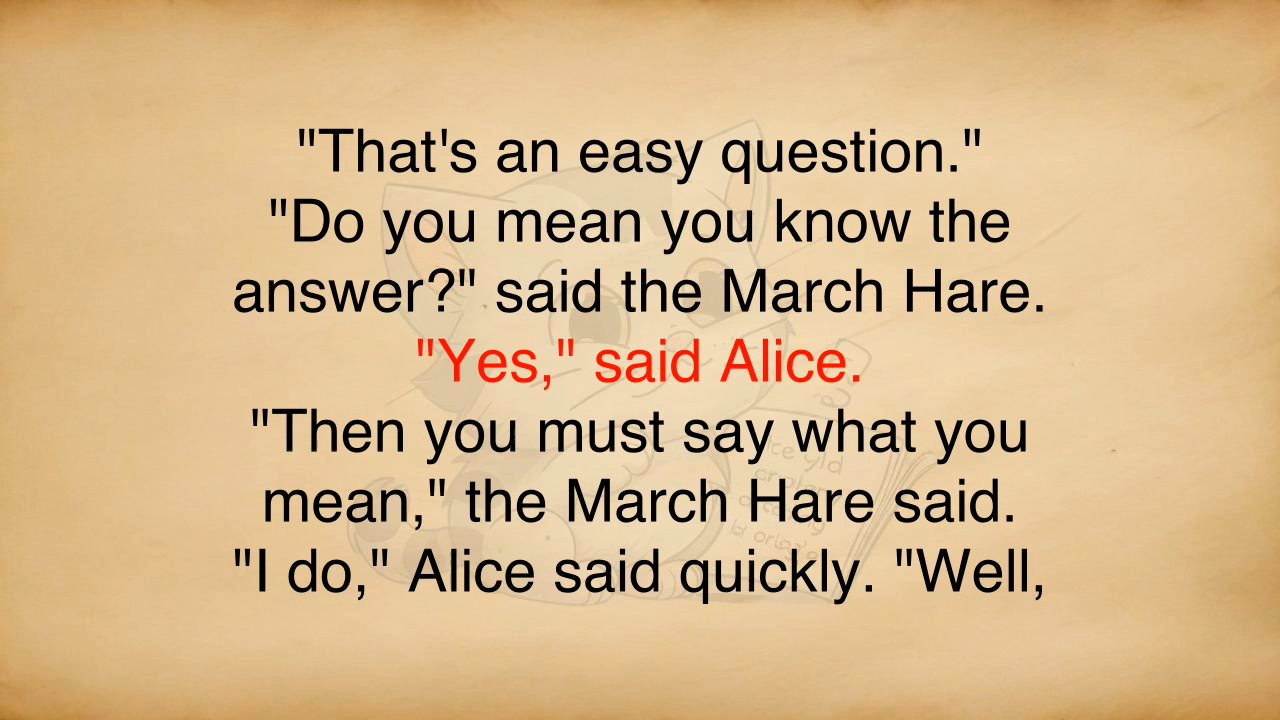 "That's an easy question."
"Do you mean you know the
answer?" said the March Hare.
"Yes," said Alice.
"Then you must say what you
mean," the March Hare said.
"I do," Alice said quickly. "Well,